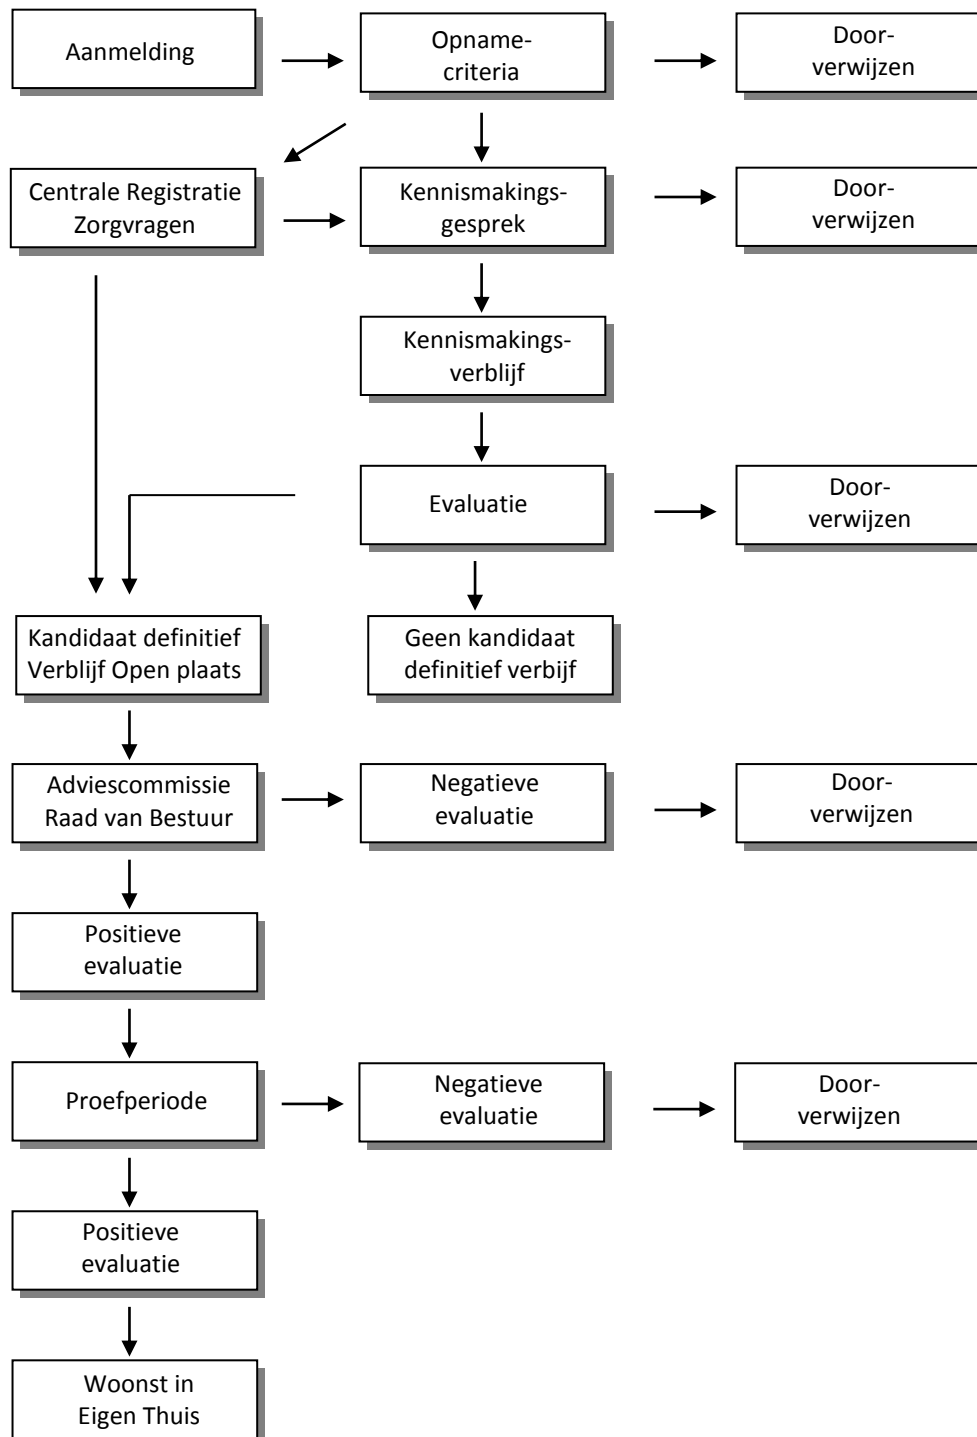 Aanmelding
Opname-
criteria
Door-
verwijzen
Centrale Registratie
Zorgvragen
Kennismakings-
gesprek
Door-
verwijzen
Kennismakings-
verblijf
Evaluatie
Door-
verwijzen
Kandidaat definitief
Verblijf Open plaats
Geen kandidaat
definitief verbijf
Adviescommissie
Raad van Bestuur
Negatieve
evaluatie
Door-
verwijzen
Positieve
evaluatie
Proefperiode
Negatieve
evaluatie
Door-
verwijzen
Positieve
evaluatie
Woonst in
Eigen Thuis